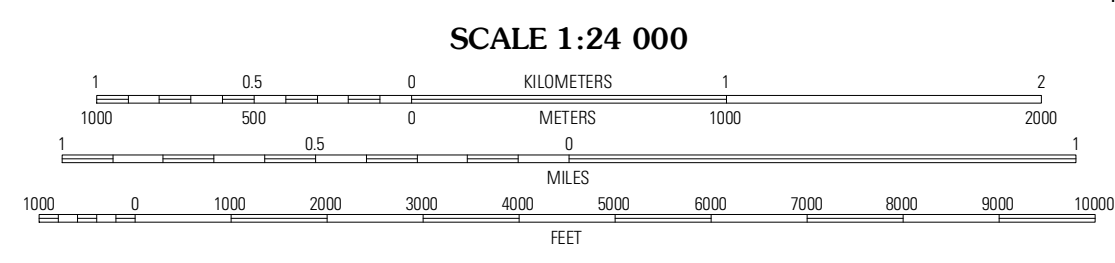 SCALE 1:24 000
1 0.5 0 KILOMETERS 1 2
1000 500 0 METERS 1000 2000
1 0.5 0 1
MILES
1000 0 1000 2000 3000 4000 5000 6000 7000 8000 9000 10000
FEET